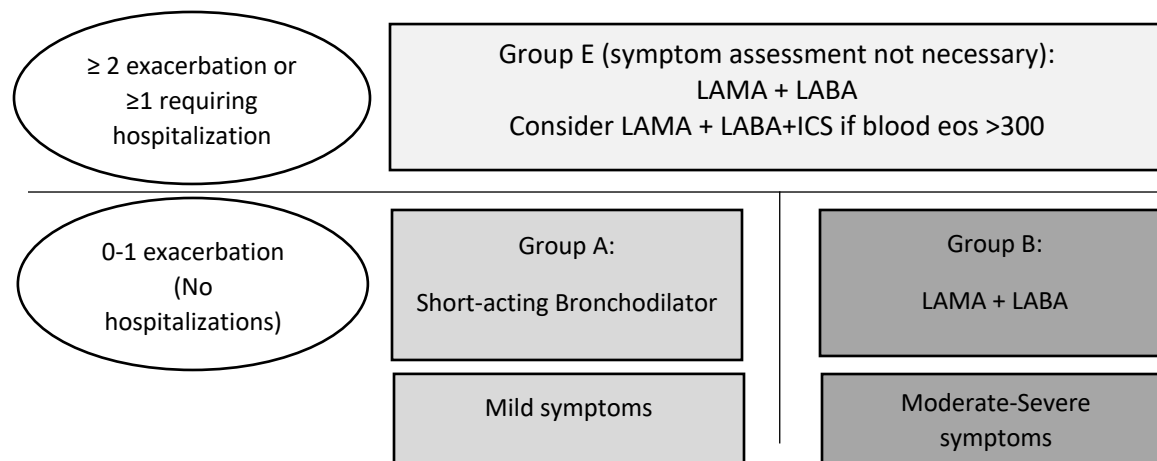 ≥ 2 exacerbation or
≥1 requiring
hospitalization
Group E (symptom assessment not necessary):
LAMA + LABA
Consider LAMA + LABA+ICS if blood eos >300
0-1 exacerbation
(No
hospitalizations)
Group A:
Short-acting Bronchodilator
Group B:
LAMA + LABA
Mild symptoms
Moderate-Severe
symptoms